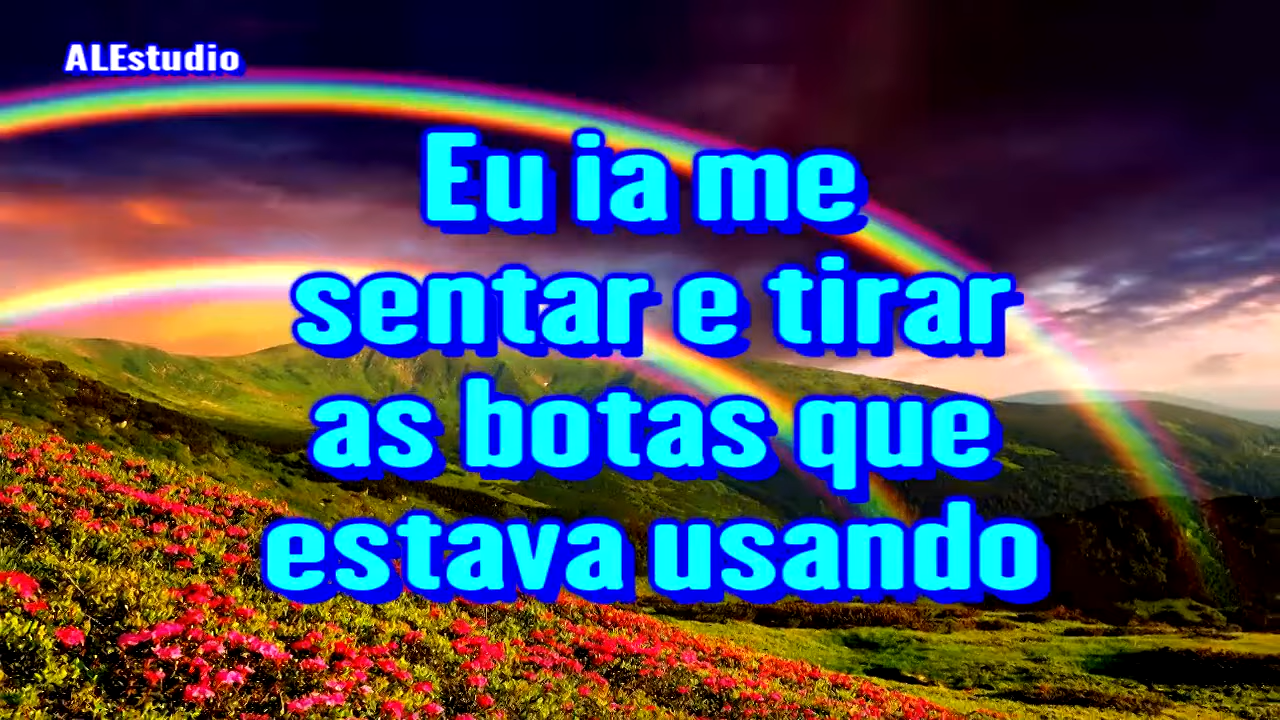 ALEstudio
Eu ia me
sentar e tirar
as botas que
estava usando